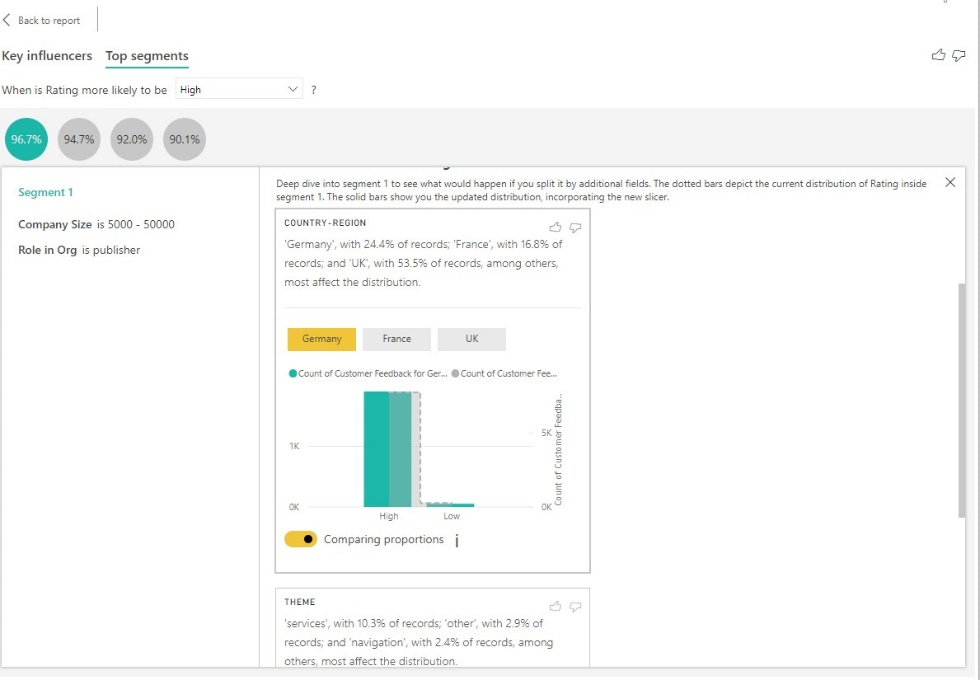 Back to report
Key influencers Top segments
When is Rating more likely to be High ?
96.7% 94.7% 92.0% 90.1%
Segment 1
Company Size is 5000 - 50000
Role in Org is publisher
Deep dive into segment 1 to see what would happen if you split it by additional fields. The dotted bars depict the current distribution of Rating inside
segment 1. The solid bars show you the updated distribution, incorporating the new slicer.
COUNTRY-REGION
'Germany', with 24.4% of records; 'France', with 16.8% of
records; and 'UK', with 53.5% of records, among others,
most affect the distribution.
Germany France UK
Count of Customer Feedback for Ger... Count of Customer Fee...
1K
0K
5K
0K
Count of Customer Feedba..
High Low
Comparing proportions i
THEME
'services', with 10.3% of records; 'other', with 2.9% of
records; and 'navigation', with 2.4% of records, among
others, most affect the distribution.